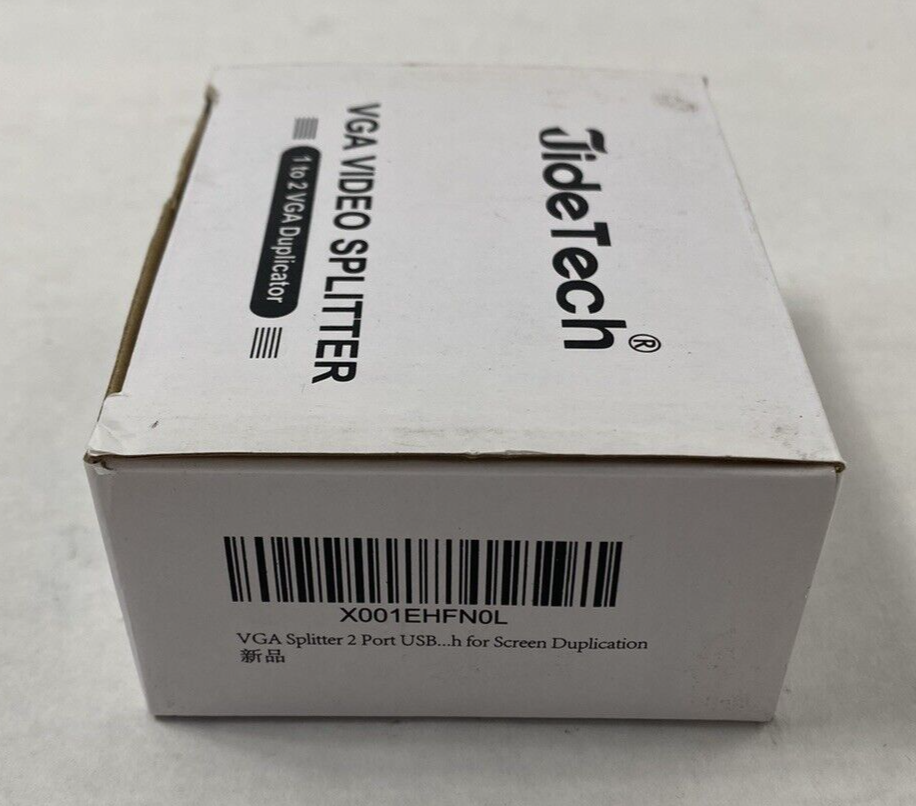 JideTech®
VGA VIDEO SPLITTER
1 to 2 VGA Duplicator
X001EHFN0L
VGA Splitter 2 Port USB...h for Screen Duplication
新品